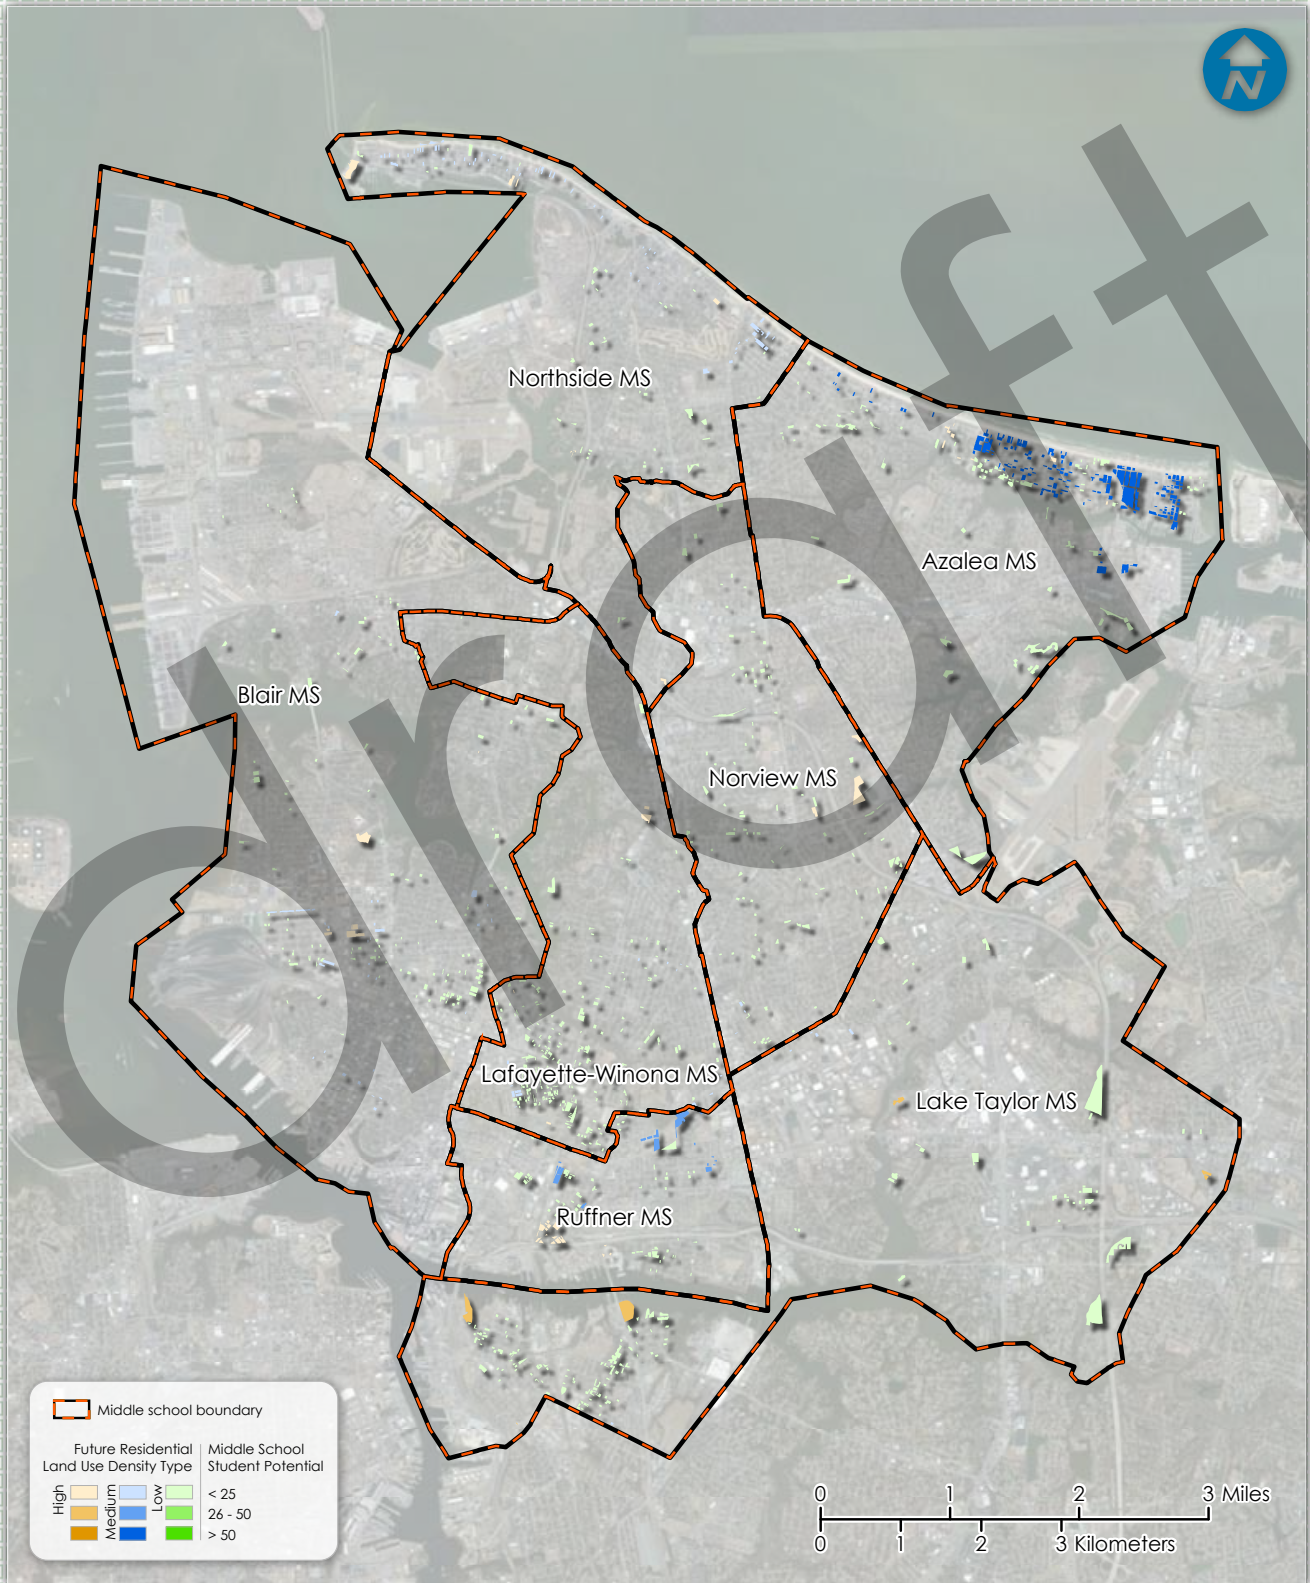 N
draft
Northside MS
Azalea MS
Blair MS
Norview MS
Lafayette-Winona MS
Lake Taylor MS
Ruffner MS
Middle school boundary
Future Residential
Land Use Density Type
Middle School
Student Potential
High
Medium
Low
< 25
26 - 50
> 50
0 1 2 3 Miles
0 1 2 3 Kilometers